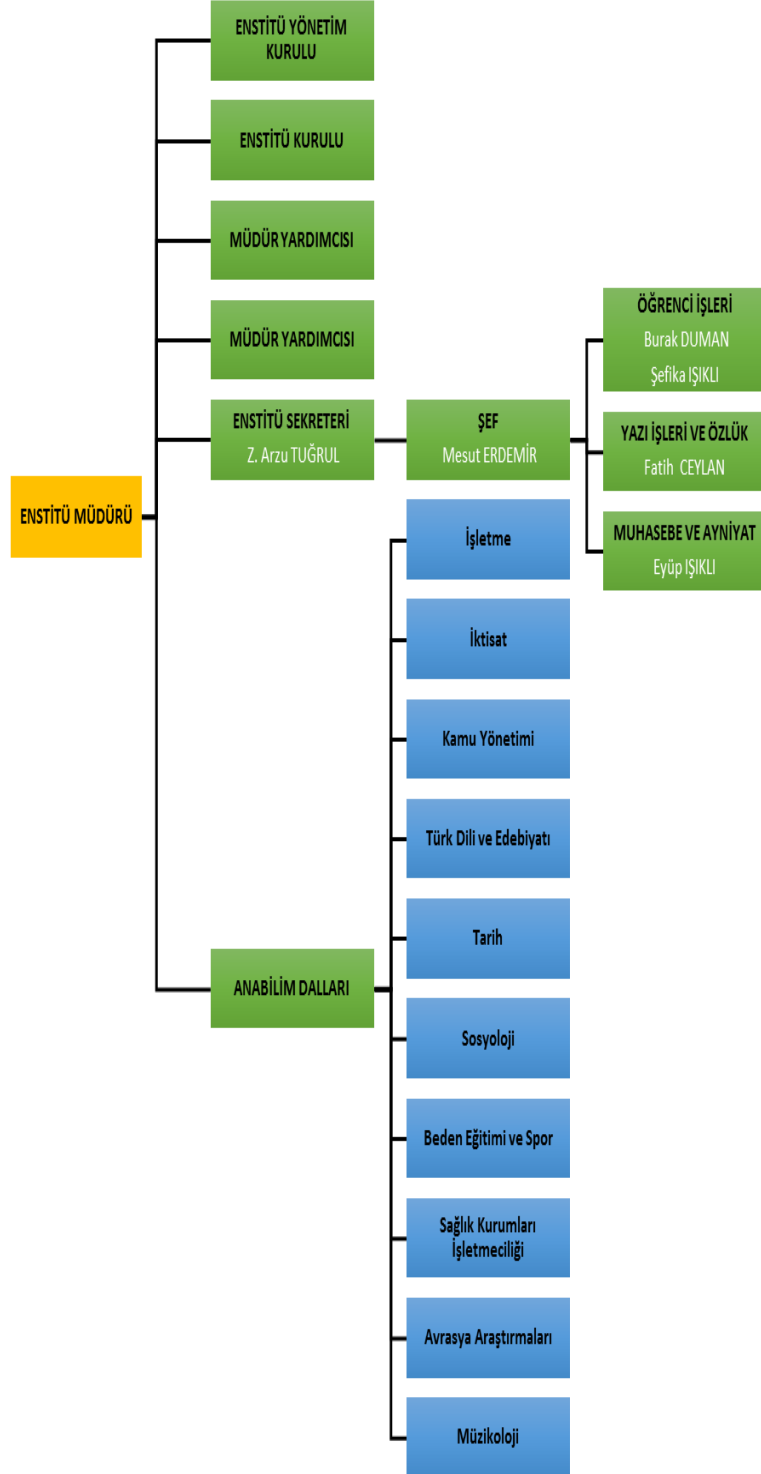 ENSTİTÜ MÜDÜRÜ
ENSTİTÜ YÖNETİM
KURULU
ENSTİTÜ KURULU
MÜDÜR YARDIMCISI
MÜDÜR YARDIMCISI
ENSTİTÜ SEKRETERİ
Z. Arzu TUĞRUL
ŞEF
Mesut ERDEMİR
ÖĞRENCİ İŞLERİ
Burak DUMAN
Şefika IŞIKLI
YAZI İŞLERİ VE ÖZLÜK
Fatih CEYLAN
MUHASEBE VE AYNİYAT
Eyüp IŞIKLI
ANABİLİM DALLARI
İşletme
İktisat
Kamu Yönetimi
Türk Dili ve Edebiyatı
Tarih
Sosyoloji
Beden Eğitimi ve Spor
Sağlık Kurumları
İşletmeciliği
Avrasya Araştırmaları
Müzikoloji